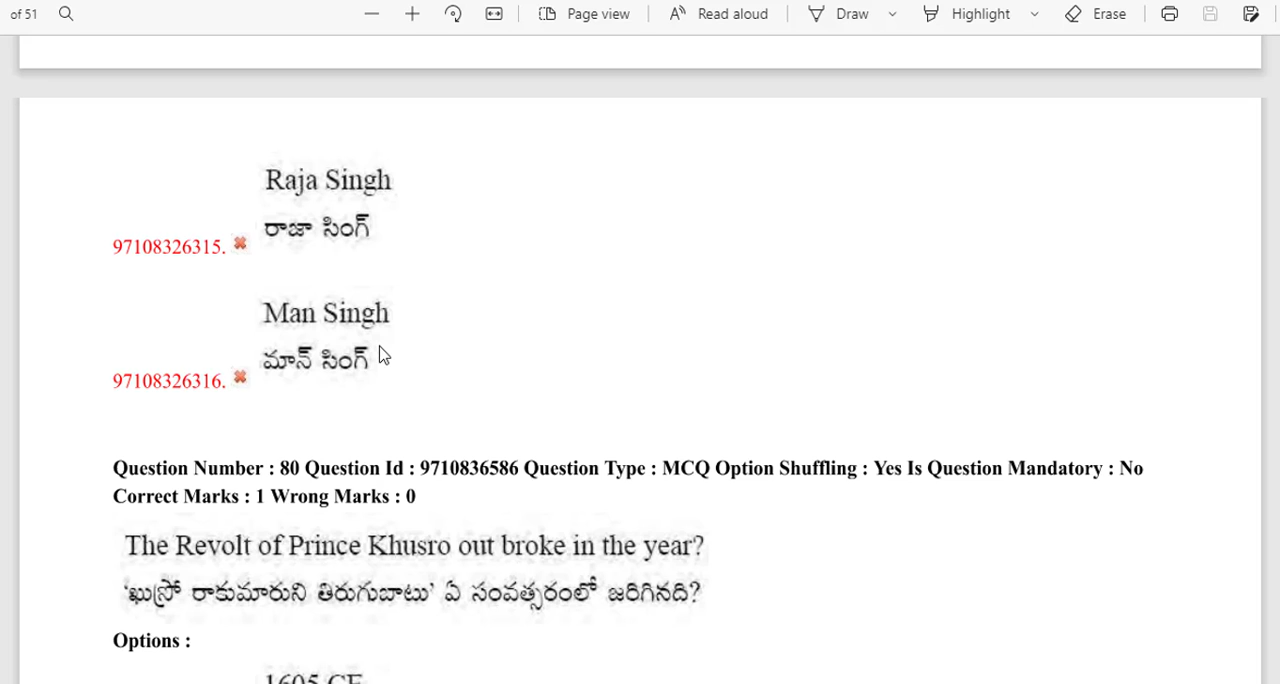 of 51 Page view Read aloud Draw Highlight Erase
Raja Singh
రాజా సింగ్
97108326315.
Man Singh
మాన్ సింగ్
97108326316.
Question Number : 80 Question Id : 9710836586 Question Type : MCQ Option Shuffling : Yes Is Question Mandatory : No
Correct Marks : 1 Wrong Marks : 0
The Revolt of Prince Khusro out broke in the year?
'ఖుస్రో రాకుమారుని తిరుగుబాటు' ఏ సంవత్సరంలో జరిగినది?
Options :
1605 CE